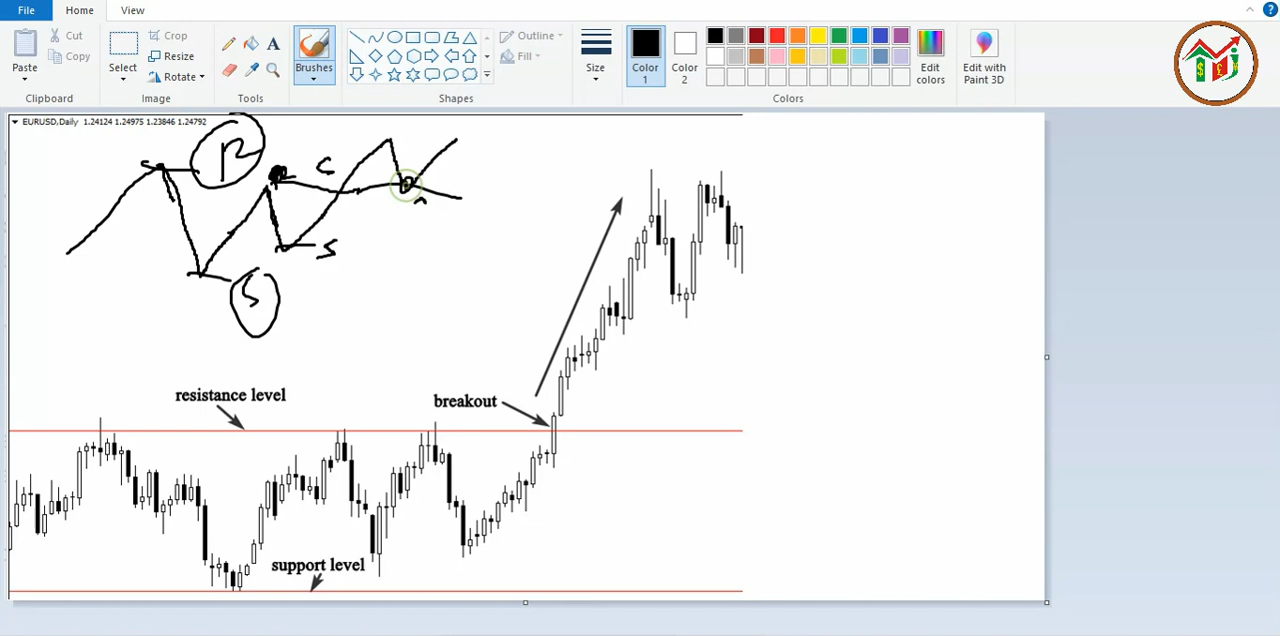 File Home View
Cut
Copy
Paste
Clipboard
Crop
Resize
Rotate
Select
Image
A
Tools
Brushes
Outline
Fill
Shapes
Size
Color 1
Color 2
Edit colors
Colors
Edit with Paint 3D
EURUSD,Daily 1.24124 1.24975 1.23846 1.24792
R
S
R
C
S
resistance level
breakout
support level